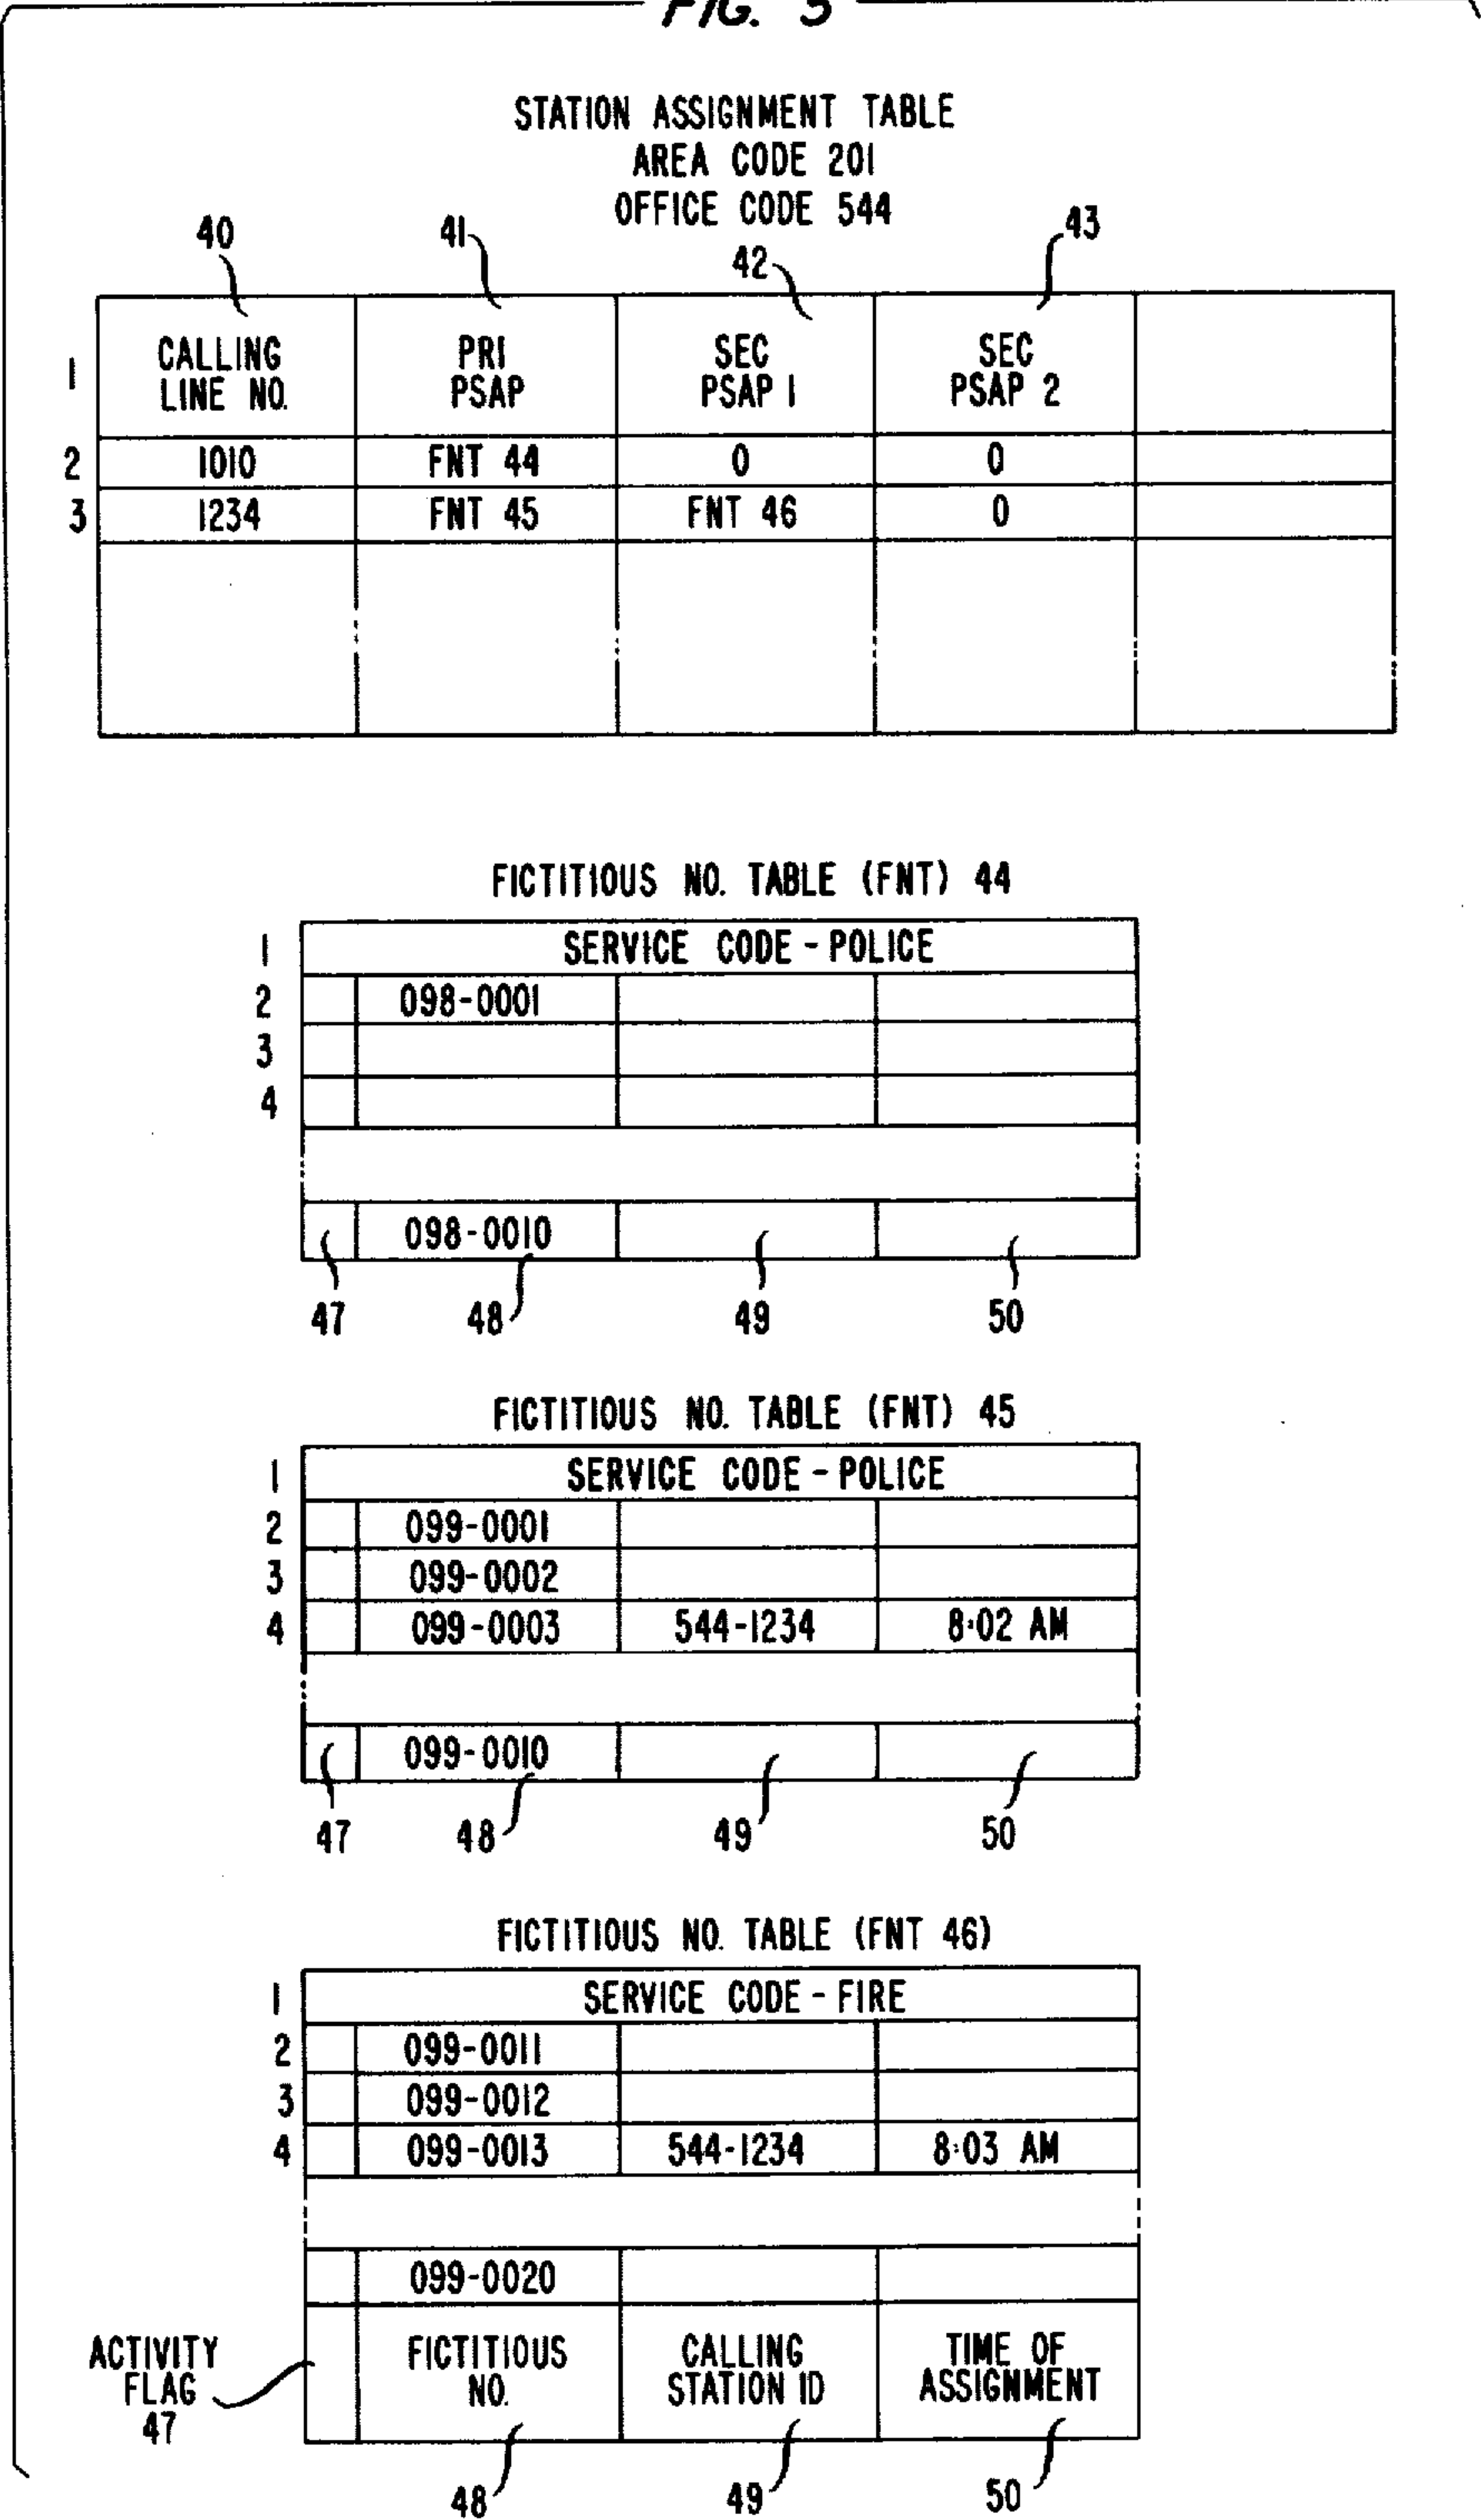 FIG. 3
STATION ASSIGNMENT TABLE
AREA CODE 201
OFFICE CODE 544
40 41 42 43
1 CALLING LINE NO. PRI PSAP SEC PSAP 1 SEC PSAP 2
2 1010 FNT 44 0 0
3 1234 FNT 45 FNT 46 0
FICTITIOUS NO. TABLE (FNT) 44
1 SERVICE CODE - POLICE
2 098-0001
3
4
098-0010
47 48 49 50
FICTITIOUS NO. TABLE (FNT) 45
1 SERVICE CODE - POLICE
2 099-0001
3 099-0002
4 099-0003 544-1234 8:02 AM
099-0010
47 48 49 50
FICTITIOUS NO. TABLE (FNT 46)
1 SERVICE CODE - FIRE
2 099-0011
3 099-0012
4 099-0013 544-1234 8:03 AM
099-0020
ACTIVITY FLAG 47 FICTITIOUS NO. CALLING STATION ID TIME OF ASSIGNMENT
48 49 50